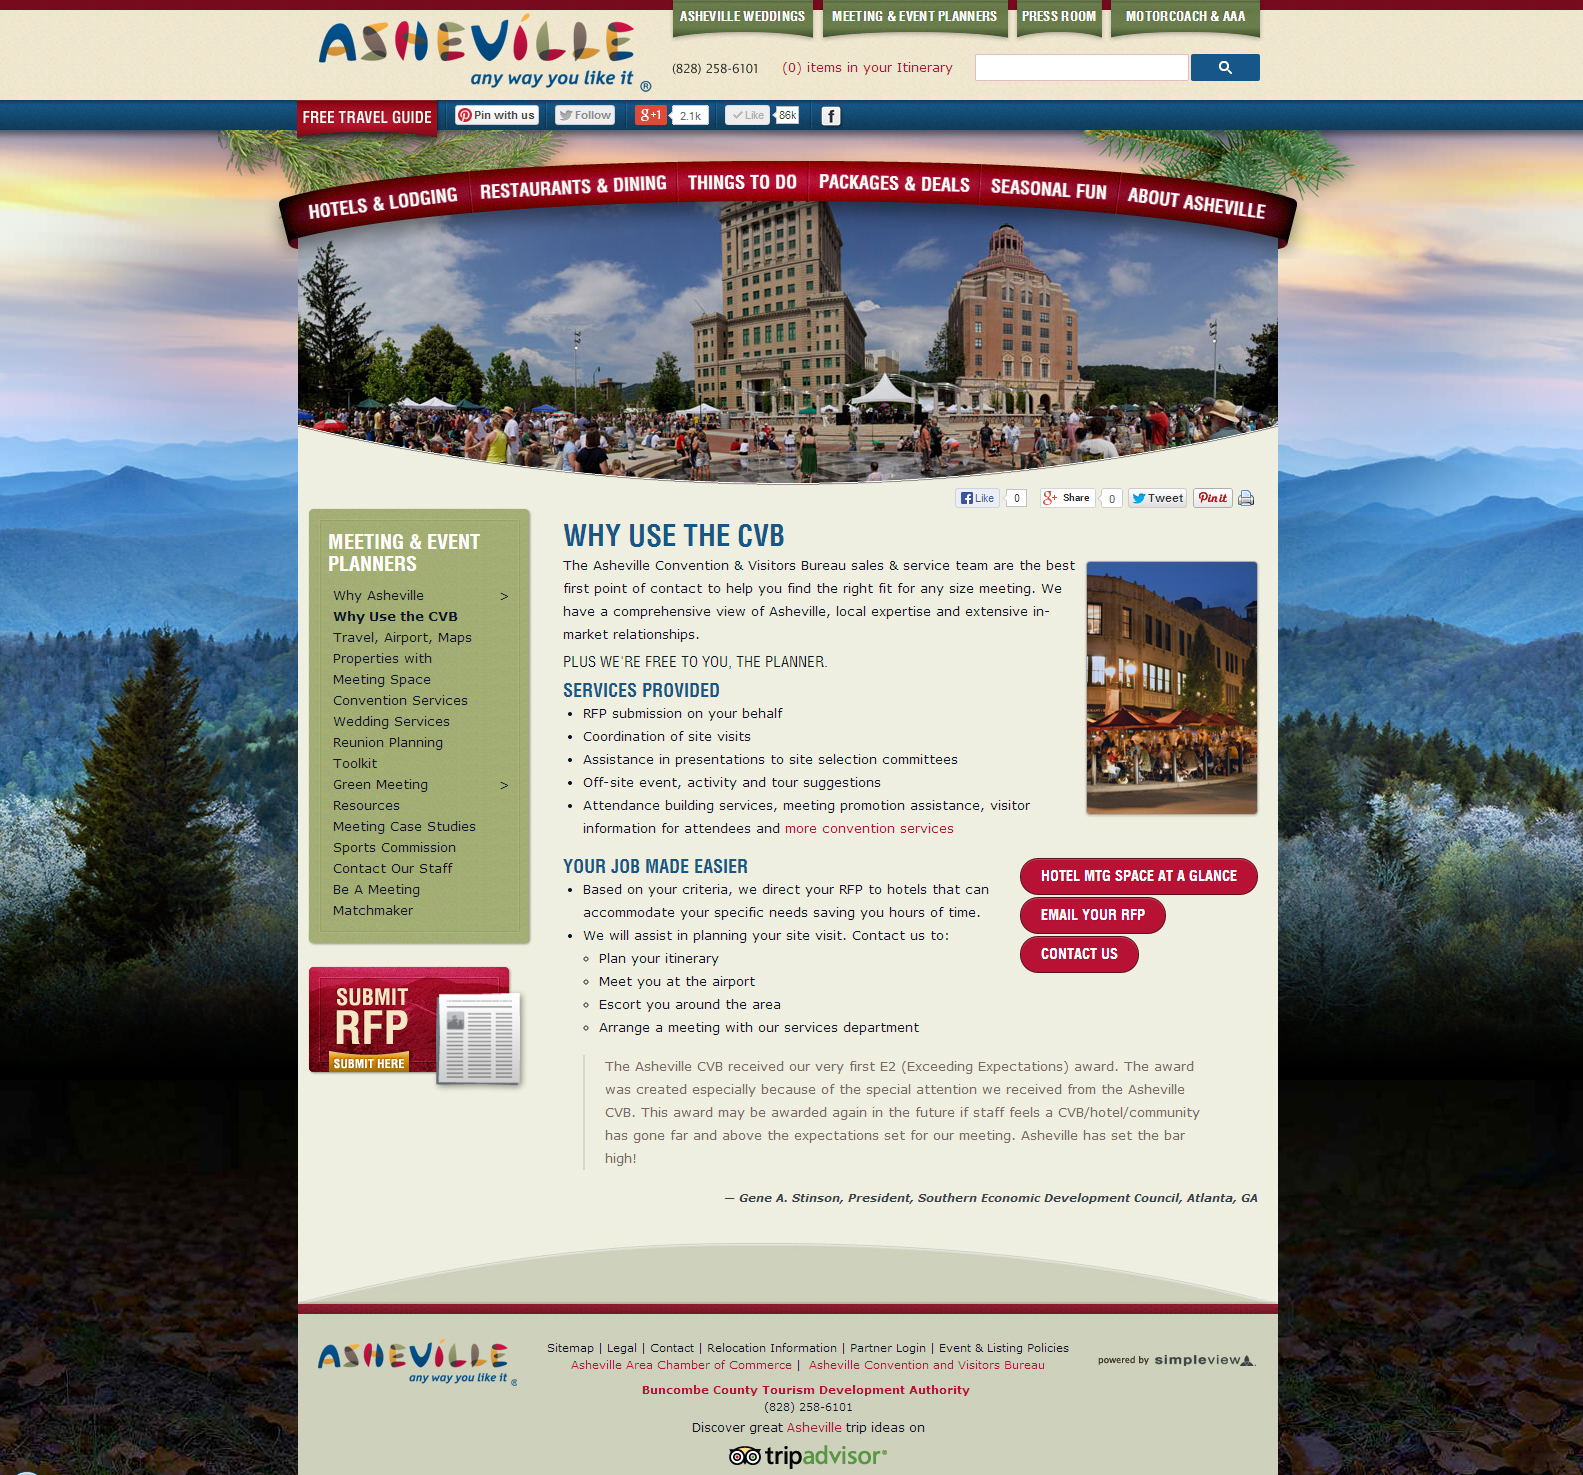 ASHEVILLE WEDDINGS
MEETING & EVENT PLANNERS
PRESS ROOM
MOTORCOACH & AAA
ASHEVILLE
any way you like it ®
(828) 258-6101
(0) items in your Itinerary
FREE TRAVEL GUIDE
Pin with us
Follow
g+1
2.1k
Like
86k
HOTELS & LODGING
RESTAURANTS & DINING
THINGS TO DO
PACKAGES & DEALS
SEASONAL FUN
ABOUT ASHEVILLE
Like
0
Share
0
Tweet
Pin it
MEETING & EVENT
PLANNERS
Why Asheville >
Why Use the CVB
Travel, Airport, Maps
Properties with
Meeting Space
Convention Services
Wedding Services
Reunion Planning
Toolkit
Green Meeting >
Resources
Meeting Case Studies
Sports Commission
Contact Our Staff
Be A Meeting
Matchmaker
SUBMIT
RFP
SUBMIT HERE
WHY USE THE CVB
The Asheville Convention & Visitors Bureau sales & service team are the best
first point of contact to help you find the right fit for any size meeting. We
have a comprehensive view of Asheville, local expertise and extensive in-
market relationships.
PLUS WE'RE FREE TO YOU, THE PLANNER.
SERVICES PROVIDED
RFP submission on your behalf
Coordination of site visits
Assistance in presentations to site selection committees
Off-site event, activity and tour suggestions
Attendance building services, meeting promotion assistance, visitor
information for attendees and more convention services
YOUR JOB MADE EASIER
Based on your criteria, we direct your RFP to hotels that can
accommodate your specific needs saving you hours of time.
We will assist in planning your site visit. Contact us to:
Plan your itinerary
Meet you at the airport
Escort you around the area
Arrange a meeting with our services department
HOTEL MTG SPACE AT A GLANCE
EMAIL YOUR RFP
CONTACT US
The Asheville CVB received our very first E2 (Exceeding Expectations) award. The award
was created especially because of the special attention we received from the Asheville
CVB. This award may be awarded again in the future if staff feels a CVB/hotel/community
has gone far and above the expectations set for our meeting. Asheville has set the bar
high!
— Gene A. Stinson, President, Southern Economic Development Council, Atlanta, GA
ASHEVILLE
any way you like it ®
Sitemap | Legal | Contact | Relocation Information | Partner Login | Event & Listing Policies
Asheville Area Chamber of Commerce | Asheville Convention and Visitors Bureau
Buncombe County Tourism Development Authority
(828) 258-6101
Discover great Asheville trip ideas on
tripadvisor®
powered by simpleview